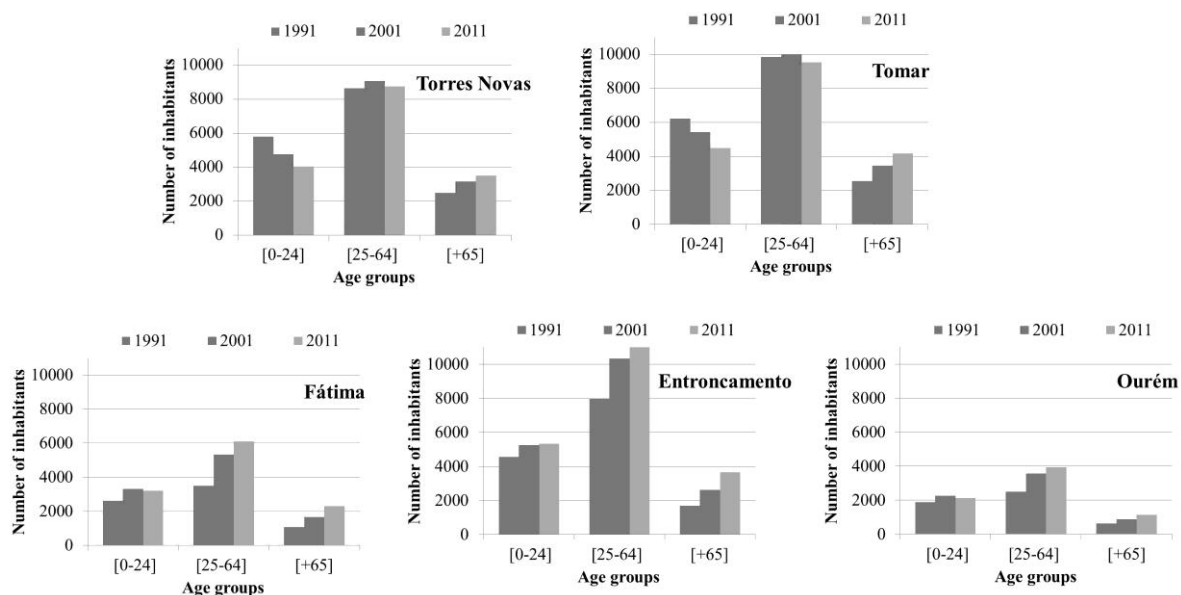 ■ 1991 ■ 2001 ■ 2011
Number of inhabitants
10000
8000
6000
4000
2000
0
Torres Novas
[0-24] [25-64] [+65]
Age groups
■ 1991 ■ 2001 ■ 2011
Number of inhabitants
10000
8000
6000
4000
2000
0
Tomar
[0-24] [25-64] [+65]
Age groups
■ 1991 ■ 2001 ■ 2011
Number of inhabitants
10000
8000
6000
4000
2000
0
Fátima
[0-24] [25-64] [+65]
Age groups
■ 1991 ■ 2001 ■ 2011
Number of inhabitants
10000
8000
6000
4000
2000
0
Entroncamento
[0-24] [25-64] [+65]
Age groups
■ 1991 ■ 2001 ■ 2011
Number of inhabitants
10000
8000
6000
4000
2000
0
Ourém
[0-24] [25-64] [+65]
Age groups